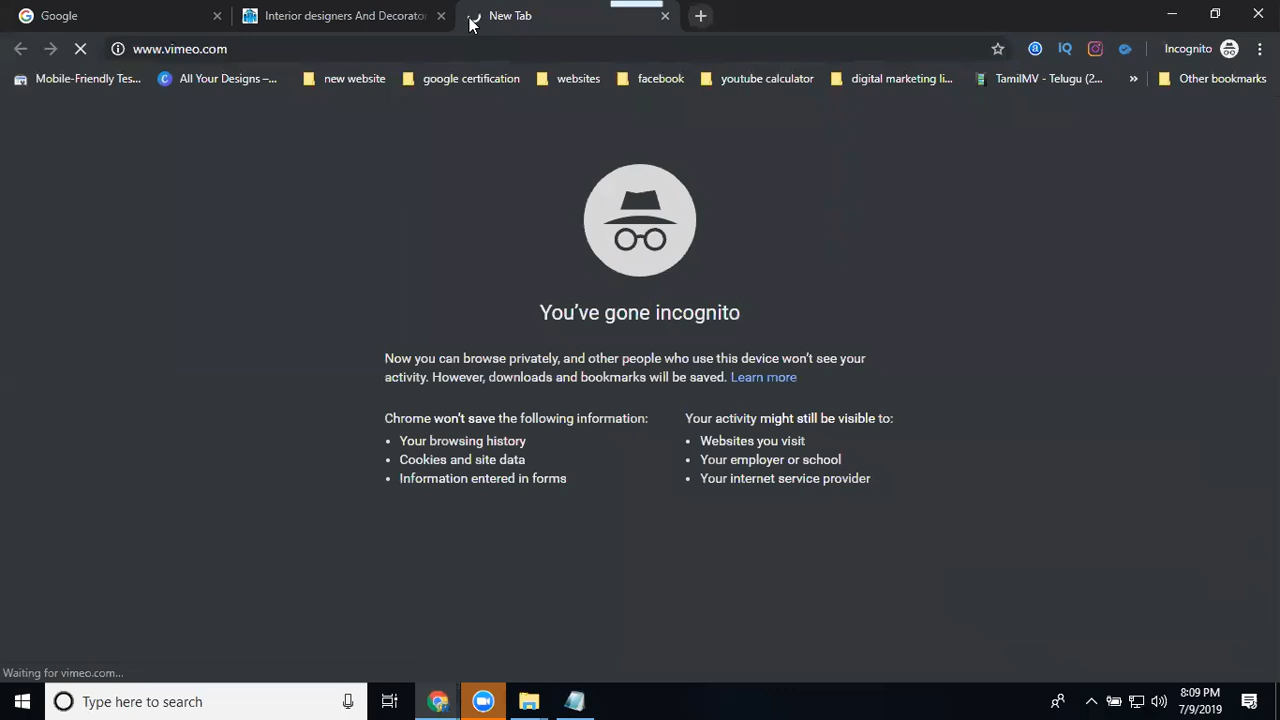 Google
Interior designers And Decorator
New Tab
www.vimeo.com
Incognito
Mobile-Friendly Tes...
All Your Designs –...
new website
google certification
websites
facebook
youtube calculator
digital marketing li...
TamilMV - Telugu (2...
»
Other bookmarks
You've gone incognito
Now you can browse privately, and other people who use this device won't see your
activity. However, downloads and bookmarks will be saved. Learn more
Chrome won't save the following information:
• Your browsing history
• Cookies and site data
• Information entered in forms
Your activity might still be visible to:
• Websites you visit
• Your employer or school
• Your internet service provider
Waiting for vimeo.com...
Type here to search
8:09 PM
7/9/2019